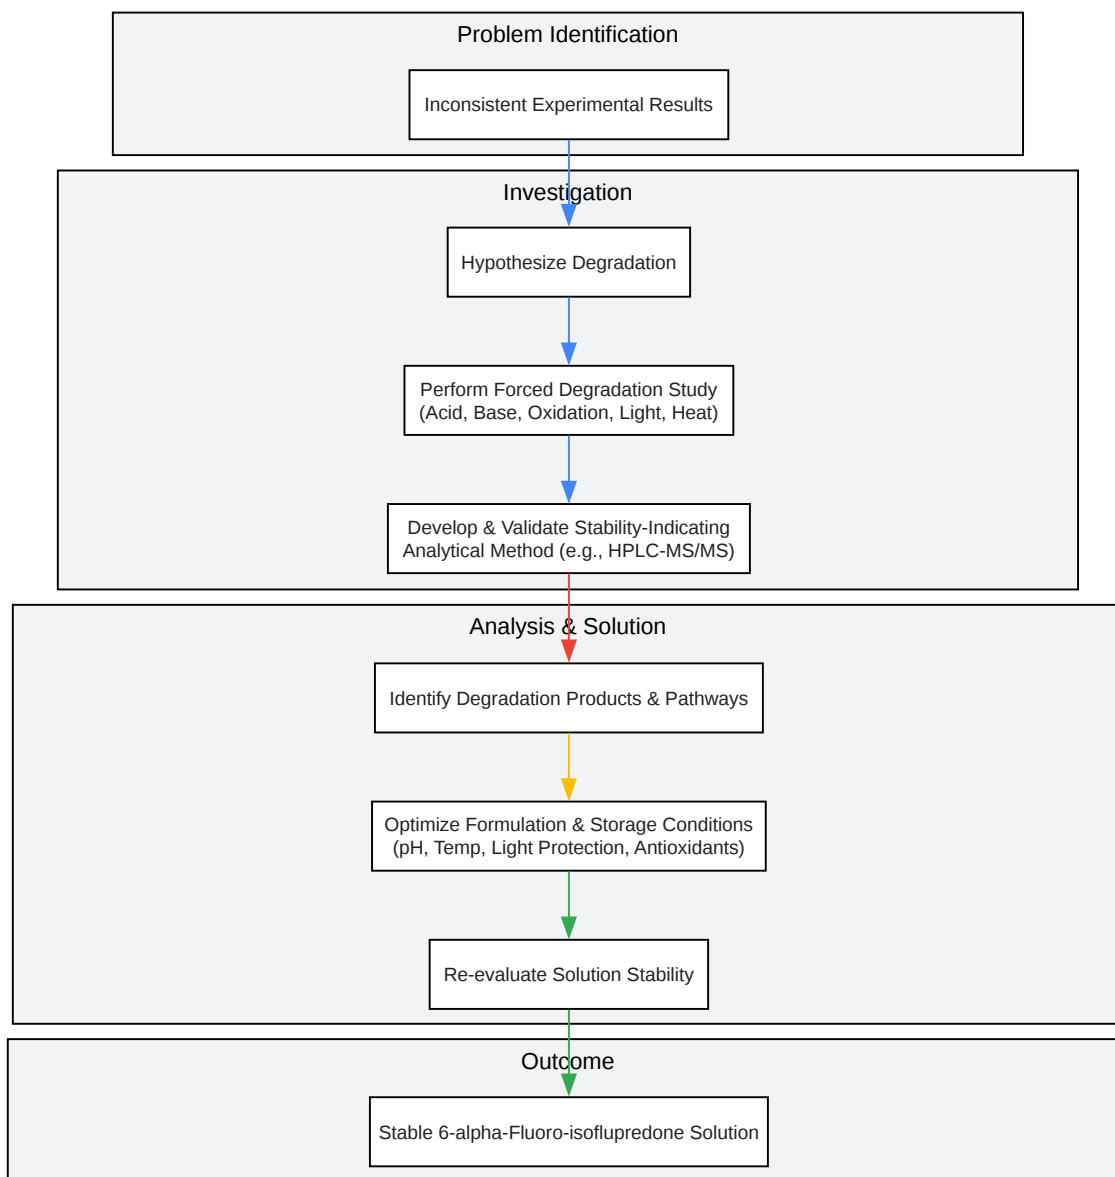 Problem Identification
Inconsistent Experimental Results
Investigation
Hypothesize Degradation
Perform Forced Degradation Study
(Acid, Base, Oxidation, Light, Heat)
Develop & Validate Stability-Indicating
Analytical Method (e.g., HPLC-MS/MS)
Analysis & Solution
Identify Degradation Products & Pathways
Optimize Formulation & Storage Conditions
(pH, Temp, Light Protection, Antioxidants)
Re-evaluate Solution Stability
Outcome
Stable 6-alpha-Fluoro-isoflupredone Solution